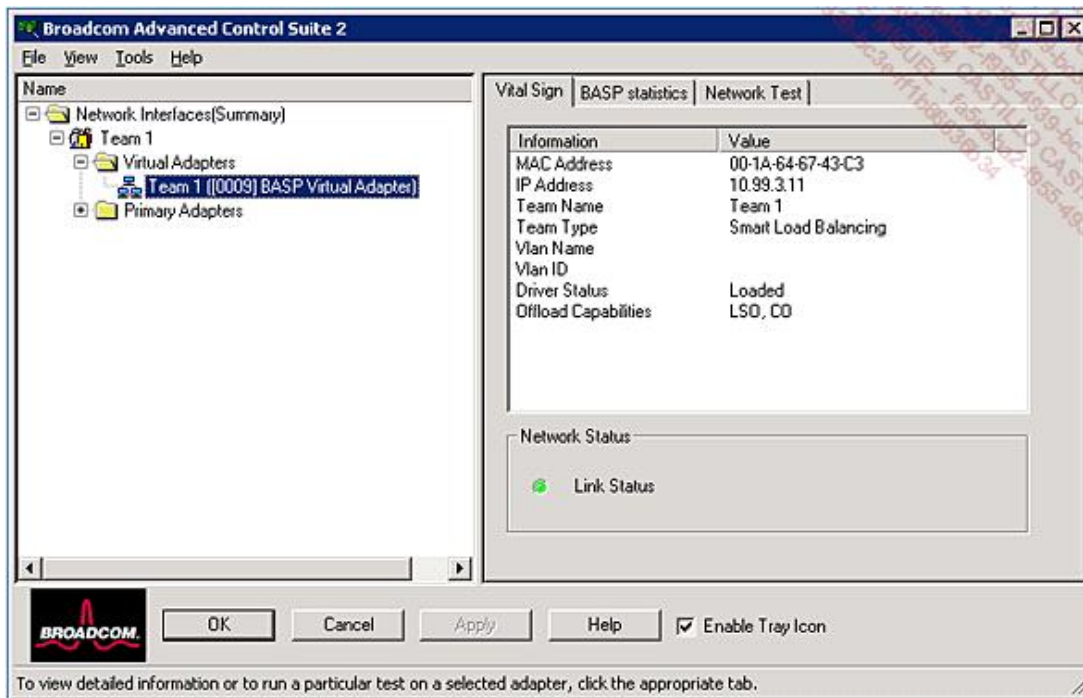 Broadcom Advanced Control Suite 2
File View Tools Help
Name
Network Interfaces(Summary)
Team 1
Virtual Adapters
Team 1 ([0009] BASP Virtual Adapter)
Primary Adapters
Vital Sign BASP statistics Network Test
Information Value
MAC Address 00-1A-64-67-43-C3
IP Address 10.99.3.11
Team Name Team 1
Team Type Smart Load Balancing
Vlan Name
Vlan ID
Driver Status Loaded
Offload Capabilities LSO, CO
Network Status
Link Status
BROADCOM.
OK Cancel Apply Help Enable Tray Icon
To view detailed information or to run a particular test on a selected adapter, click the appropriate tab.